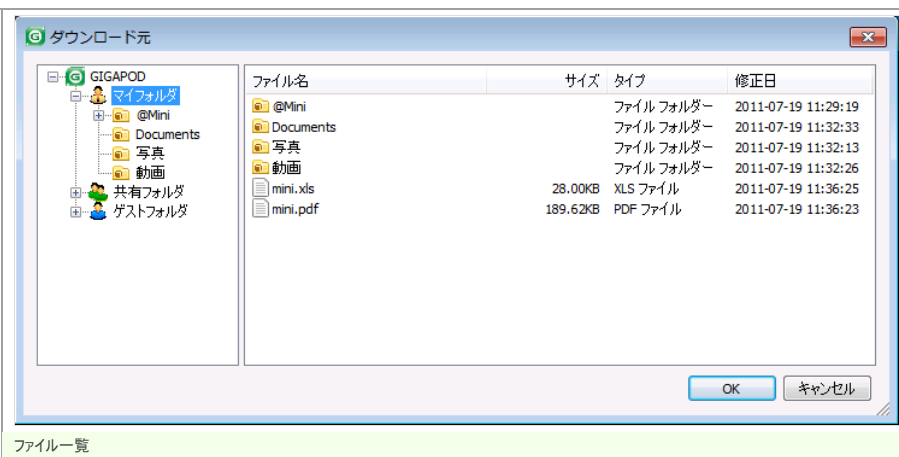 ダウンロード元
GIGAPOD
マイフォルダ
@Mini
Documents
写真
動画
共有フォルダ
ゲストフォルダ
ファイル名 サイズ タイプ 修正日
@Mini ファイル フォルダー 2011-07-19 11:29:19
Documents ファイル フォルダー 2011-07-19 11:32:33
写真 ファイル フォルダー 2011-07-19 11:32:13
動画 ファイル フォルダー 2011-07-19 11:32:26
mini.xls 28.00KB XLS ファイル 2011-07-19 11:36:25
mini.pdf 189.62KB PDF ファイル 2011-07-19 11:36:23
OK キャンセル
ファイル一覧